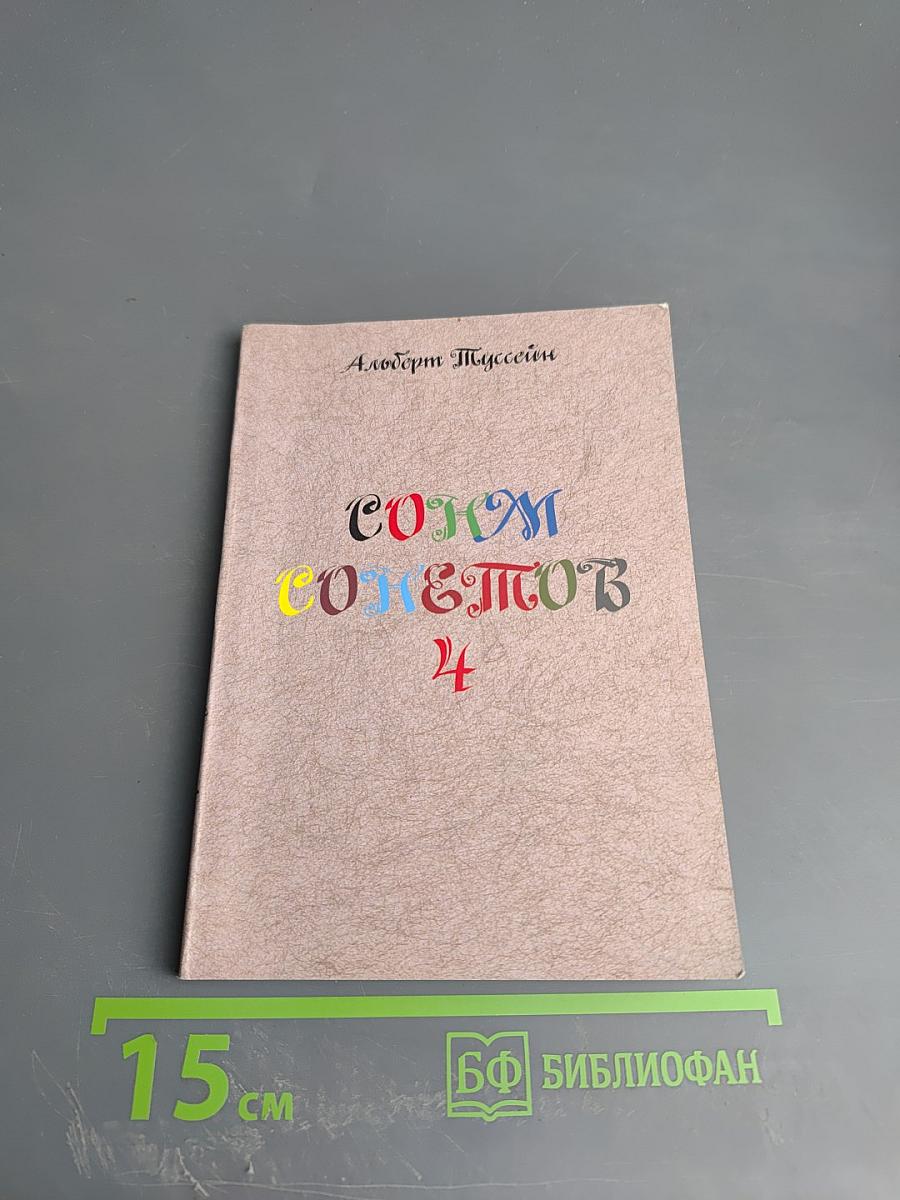 Альберт Туссейн
СОНМ
СОНЕТОВ
4
15 см
БФ БИБЛИОФАН